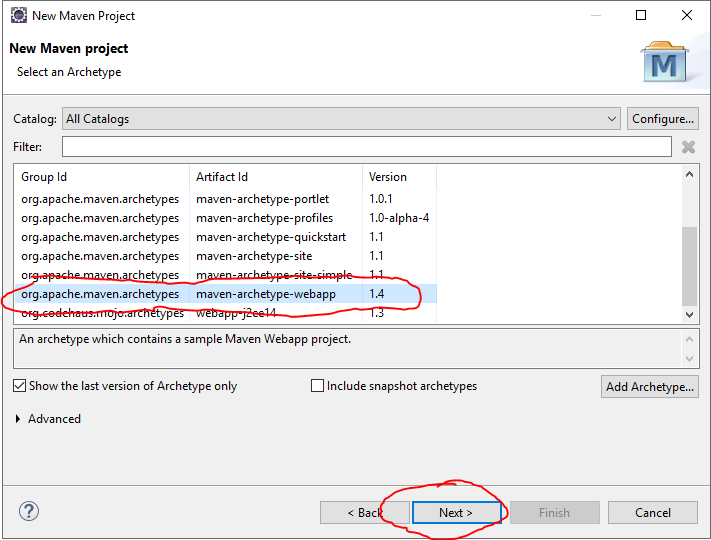 New Maven Project
New Maven project
Select an Archetype
M
Catalog: All Catalogs Configure...
Filter:
Group Id Artifact Id Version
org.apache.maven.archetypes maven-archetype-portlet 1.0.1
org.apache.maven.archetypes maven-archetype-profiles 1.0-alpha-4
org.apache.maven.archetypes maven-archetype-quickstart 1.1
org.apache.maven.archetypes maven-archetype-site 1.1
org.apache.maven.archetypes maven-archetype-site-simple 1.1
org.apache.maven.archetypes maven-archetype-webapp 1.4
org.codehaus.mojo.archetypes webapp-j2ee14 1.3
An archetype which contains a sample Maven Webapp project.
Show the last version of Archetype only Include snapshot archetypes Add Archetype...
Advanced
? < Back Next > Finish Cancel